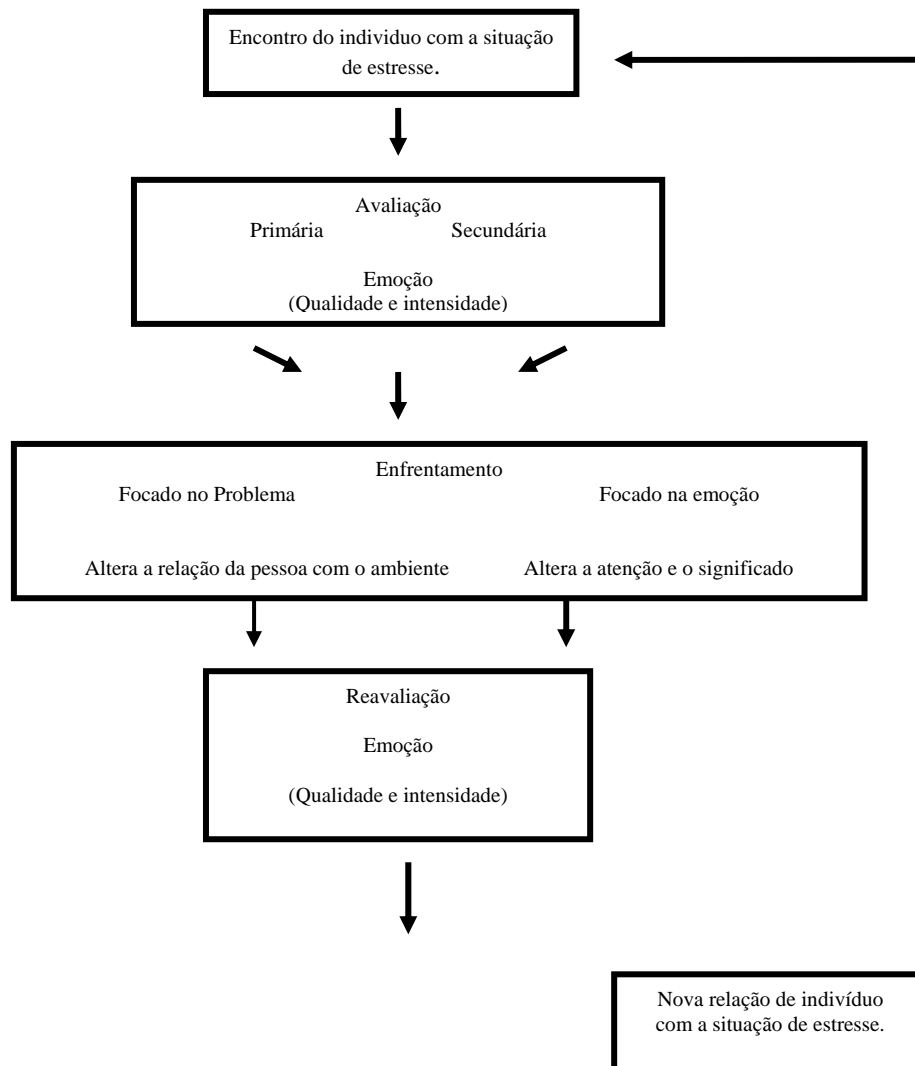 Encontro do individuo com a situação
de estresse.
Avaliação
Primária Secundária
Emoção
(Qualidade e intensidade)
Enfrentamento
Focado no Problema Focado na emoção
Altera a relação da pessoa com o ambiente Altera a atenção e o significado
Reavaliação
Emoção
(Qualidade e intensidade)
Nova relação de indivíduo
com a situação de estresse.